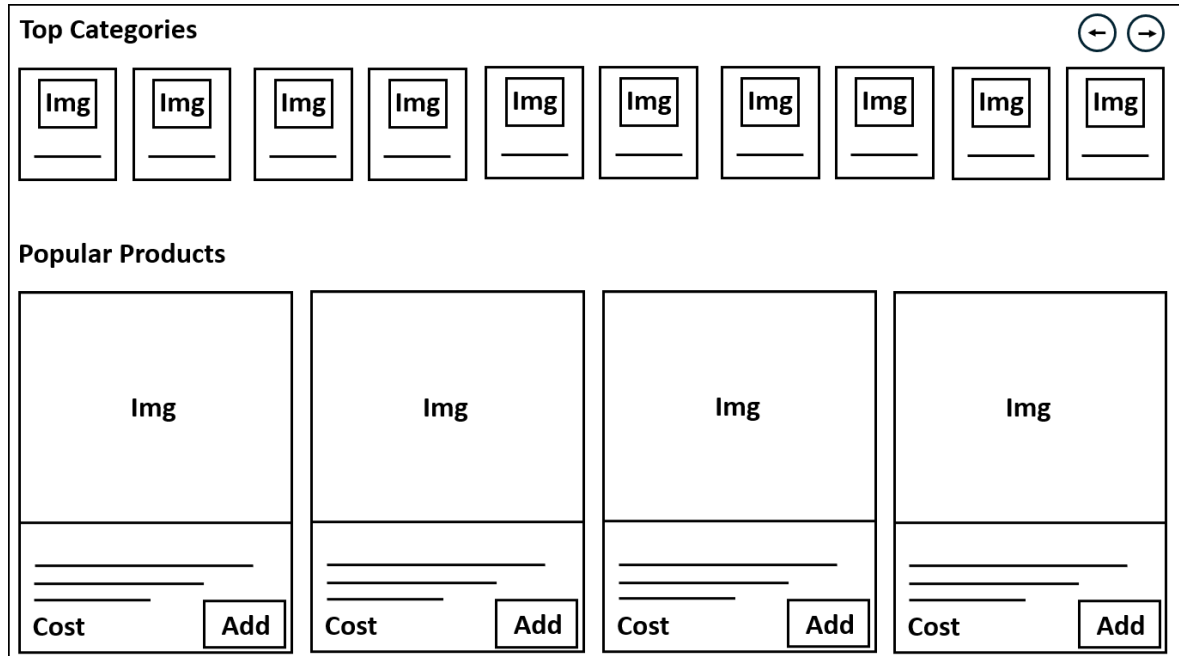 Top Categories
Img Img Img Img Img Img Img Img Img Img
Popular Products
Img Img Img Img
Cost Add Cost Add Cost Add Cost Add